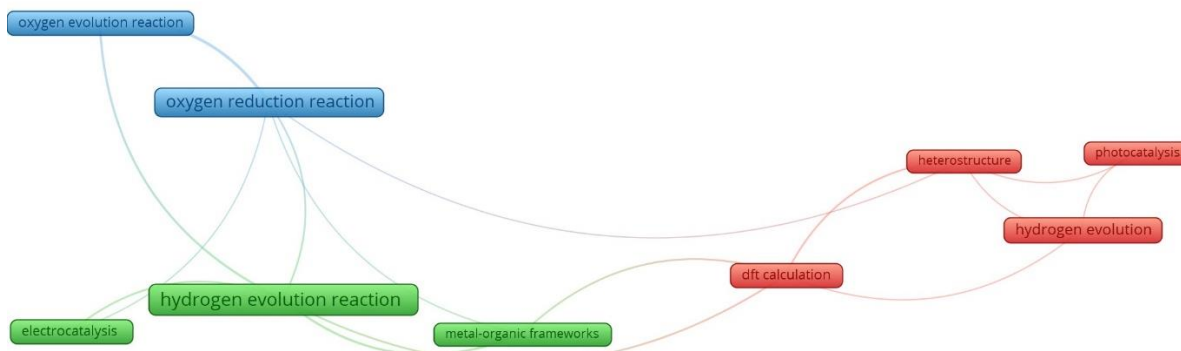 oxygen evolution reaction
oxygen reduction reaction
photocatalysis
heterostructure
hydrogen evolution
dft calculation
hydrogen evolution reaction
electrocatalysis
metal-organic frameworks